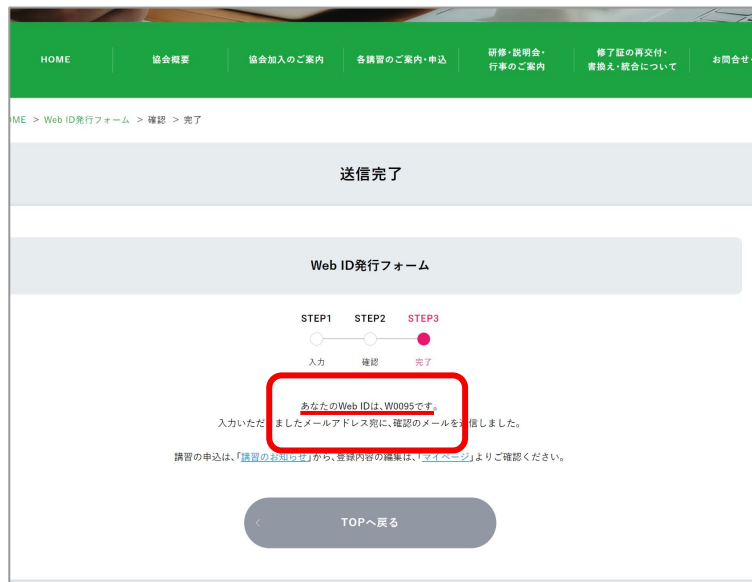 HOME
協会概要
協会加入のご案内
各講習のご案内・申込
研修・説明会・
行事のご案内
修了証の再交付・
書換え・統合について
お問合せ・
ME > Web ID発行フォーム > 確認 > 完了
送信完了
Web ID発行フォーム
STEP1 STEP2 STEP3
入力 確認 完了
あなたのWeb IDは、W0095です。
入力いただきましたメールアドレス宛に、確認のメールを送信しました。
講習の申込は、「講習のお知らせ」から、登録内容の編集は、「マイページ」よりご確認ください。
TOPへ戻る